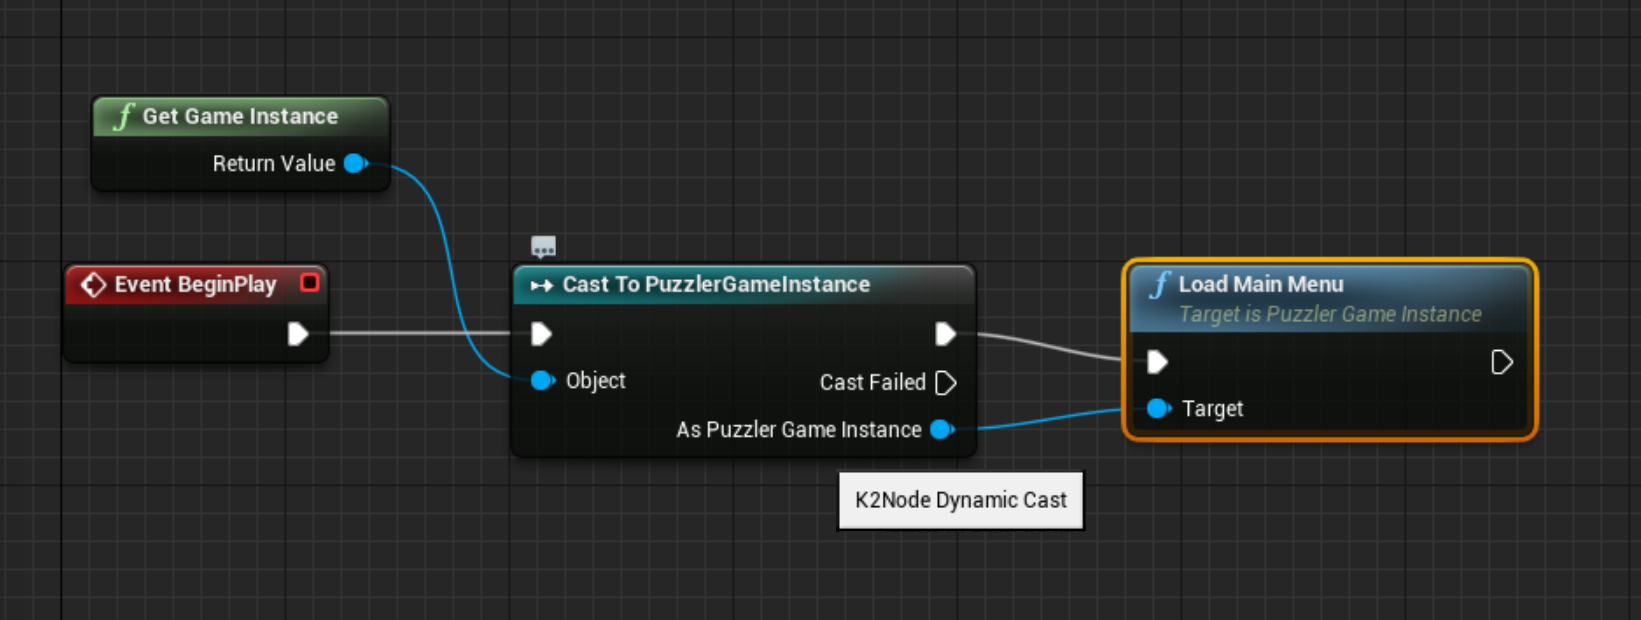 Get Game Instance
Return Value
Event BeginPlay
Cast To PuzzlerGameInstance
Object
Cast Failed
As Puzzler Game Instance
Load Main Menu
Target is Puzzler Game Instance
Target
K2Node Dynamic Cast